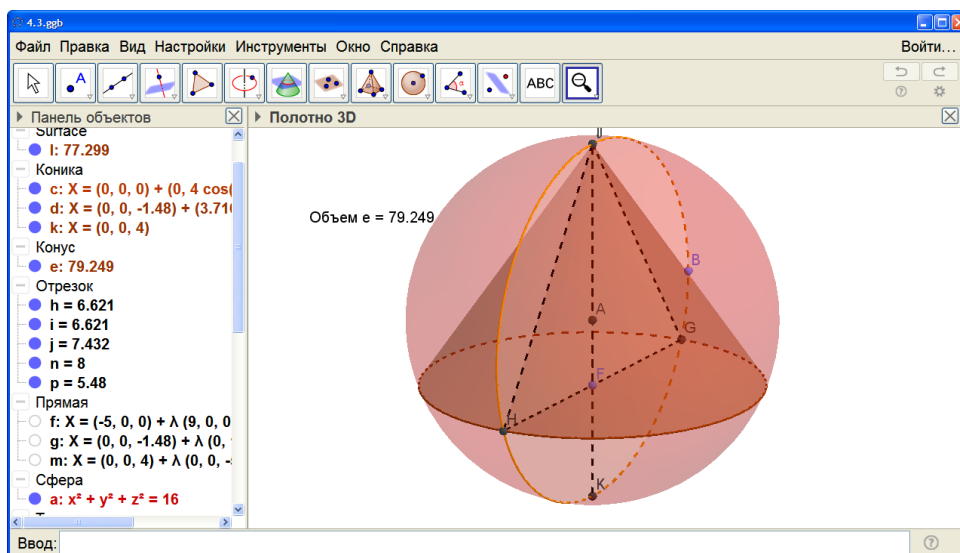 4.3.ggb
Файл Правка Вид Настройки Инструменты Окно Справка
Войти...
A
ABC
Панель объектов
Surface
l: 77.299
Коника
c: X = (0, 0, 0) + (0, 4 cos(
d: X = (0, 0, -1.48) + (3.716
k: X = (0, 0, 4)
Конус
e: 79.249
Отрезок
h = 6.621
i = 6.621
j = 7.432
n = 8
p = 5.48
Прямая
f: X = (-5, 0, 0) + λ (9, 0, 0
g: X = (0, 0, -1.48) + λ (0,
m: X = (0, 0, 4) + λ (0, 0, -
Сфера
a: x² + y² + z² = 16
Полотно 3D
Объем e = 79.249
B
A
G
F
H
K
Ввод: